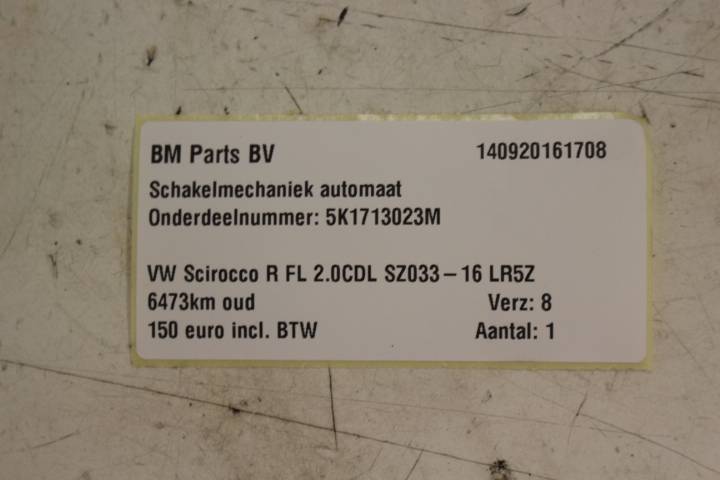 BM Parts BV 140920161708
Schakelmechaniek automaat
Onderdeelnummer: 5K1713023M
VW Scirocco R FL 2.0CDL SZ033-16 LR5Z
6473km oud Verz: 8
150 euro incl. BTW Aantal: 1